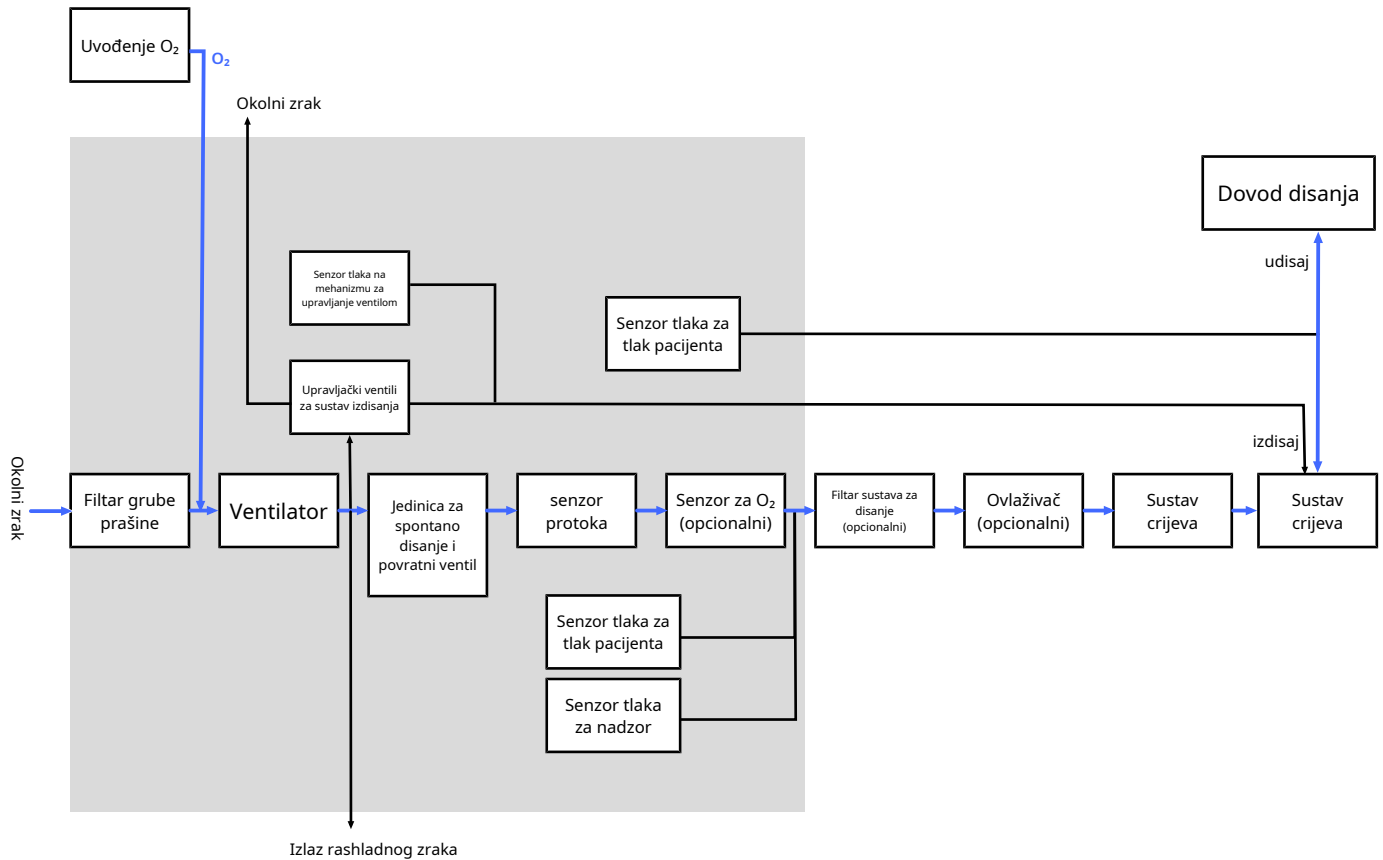 Uvođenje O₂
O₂
Okolni zrak
Dovod disanja
udisaj
Senzor tlaka na
mehanizmu za
upravljanje ventilom
Senzor tlaka za
tlak pacijenta
Upravljački ventili
za sustav izdisanja
izdisaj
Okolni zrak
Filtar grube
prašine
Ventilator
Jedinica za
spontano
disanje i
povratni ventil
senzor
protoka
Senzor za O₂
(opcionalni)
Filtar sustava za
disanje
(opcionalni)
Ovlaživač
(opcionalni)
Sustav
crijeva
Sustav
crijeva
Senzor tlaka za
tlak pacijenta
Senzor tlaka
za nadzor
Izlaz rashladnog zraka